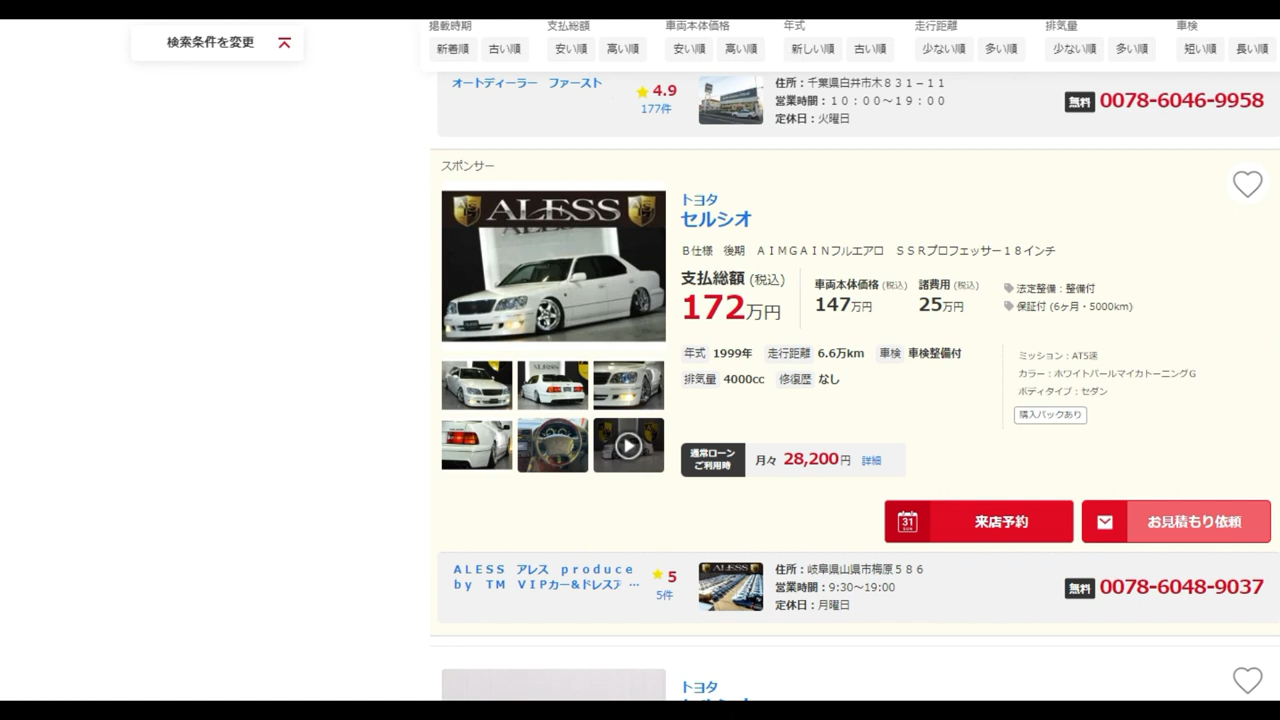 検索条件を変更
掲載時期 支払総額 車両本体価格 年式 走行距離 排気量 車検
新着順 古い順 安い順 高い順 安い順 高い順 新しい順 古い順 少ない順 多い順 少ない順 多い順 短い順 長い順
オートディーラー　ファースト
4.9
177件
住所：千葉県白井市木８３１－１１
営業時間：１０：００～１９：００
定休日：火曜日
無料 0078-6046-9958
スポンサー
ALESS
トヨタ
セルシオ
Ｂ仕様　後期　ＡＩＭＧＡＩＮフルエアロ　ＳＳＲプロフェッサー１８インチ
支払総額 (税込)
172万円
車両本体価格 (税込)
147万円
諸費用 (税込)
25万円
法定整備：整備付
保証付 (6ヶ月・5000km)
年式 1999年 走行距離 6.6万km 車検 車検整備付
排気量 4000cc 修復歴 なし
ミッション：AT5速
カラー：ホワイトパールマイカトーニングＧ
ボディタイプ：セダン
購入パックあり
通常ローン
ご利用時
月々 28,200円 詳細
31 来店予約
お見積もり依頼
ＡＬＥＳＳ　アレス　ｐｒｏｄｕｃｅ
ｂｙ　ＴＭ　ＶＩＰカー&ドレスア …
5
5件
ALESS
住所：岐阜県山県市梅原５８６
営業時間：9:30～19:00
定休日：月曜日
無料 0078-6048-9037
トヨタ